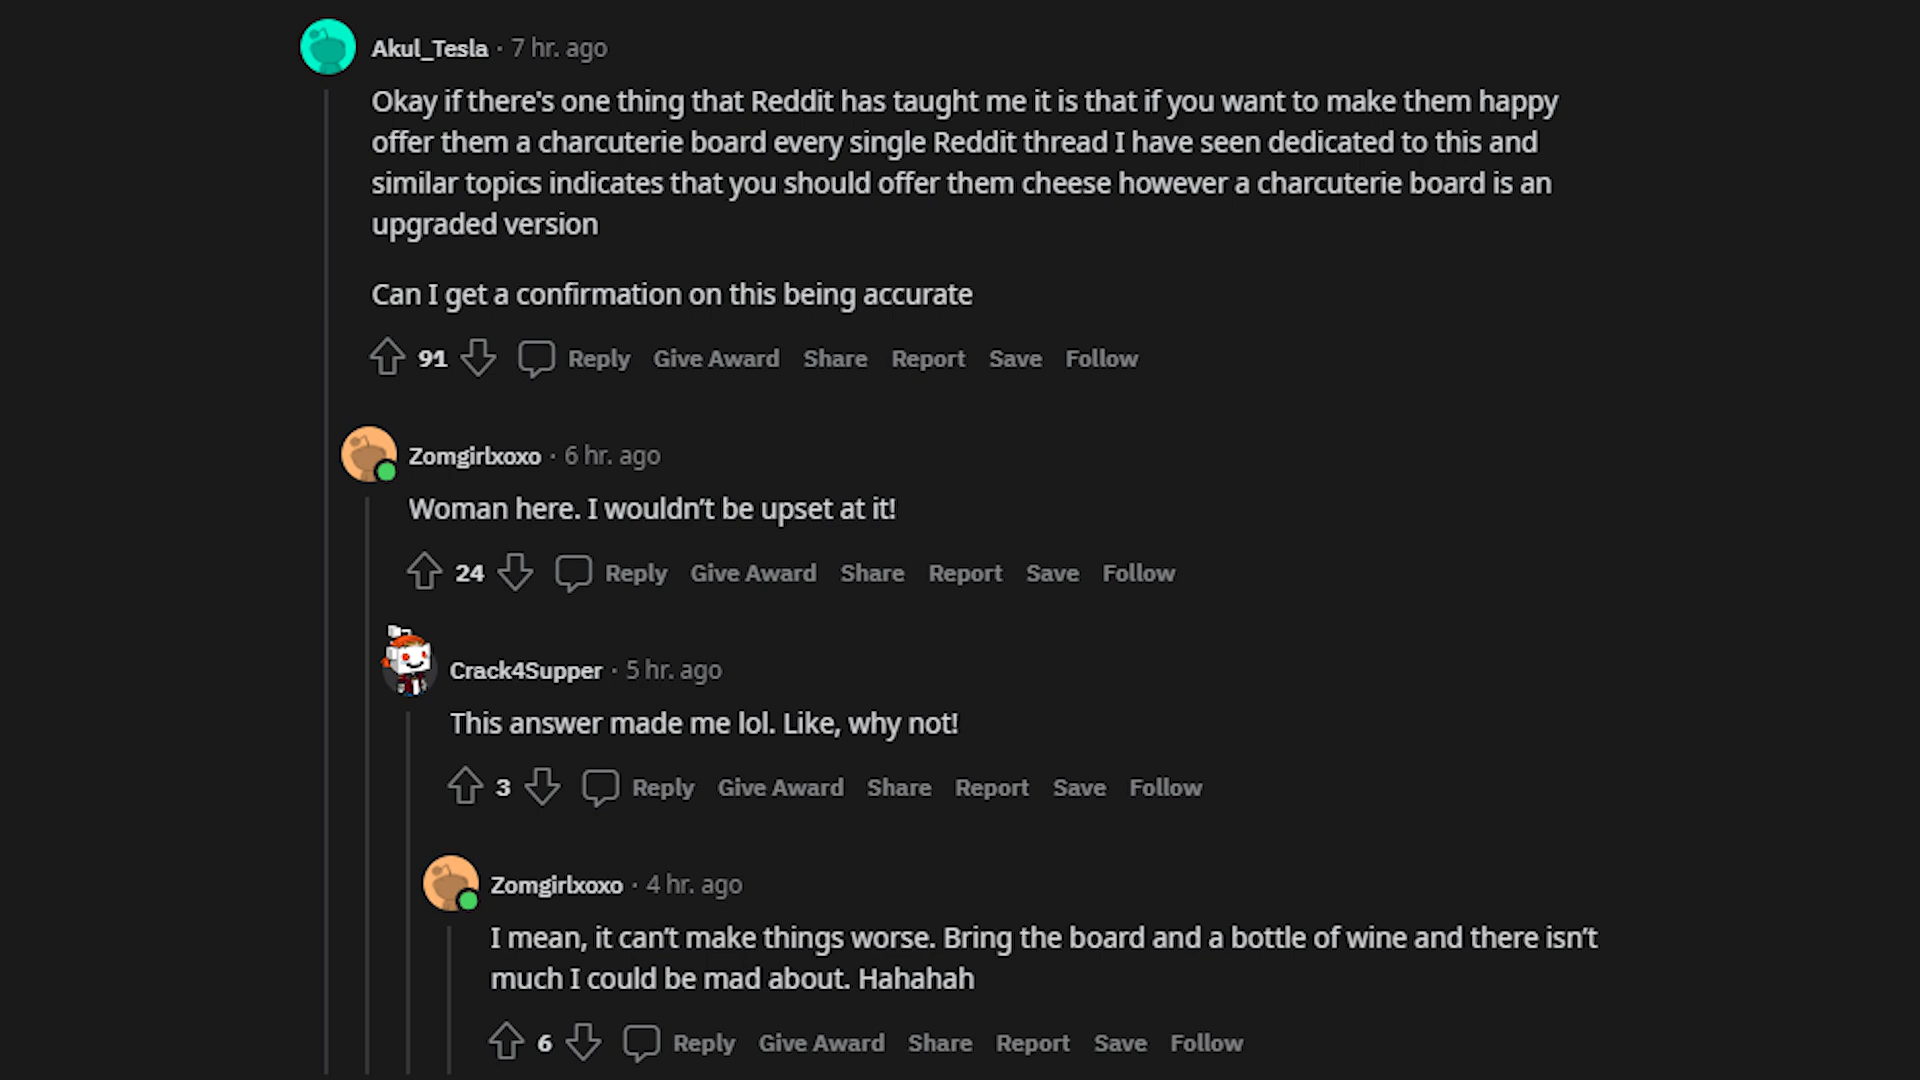 Akul_Tesla · 7 hr. ago
Okay if there's one thing that Reddit has taught me it is that if you want to make them happy
offer them a charcuterie board every single Reddit thread I have seen dedicated to this and
similar topics indicates that you should offer them cheese however a charcuterie board is an
upgraded version
Can I get a confirmation on this being accurate
91 Reply Give Award Share Report Save Follow
Zomgirlxoxo · 6 hr. ago
Woman here. I wouldn’t be upset at it!
24 Reply Give Award Share Report Save Follow
Crack4Supper · 5 hr. ago
This answer made me lol. Like, why not!
3 Reply Give Award Share Report Save Follow
Zomgirlxoxo · 4 hr. ago
I mean, it can’t make things worse. Bring the board and a bottle of wine and there isn’t
much I could be mad about. Hahahah
6 Reply Give Award Share Report Save Follow